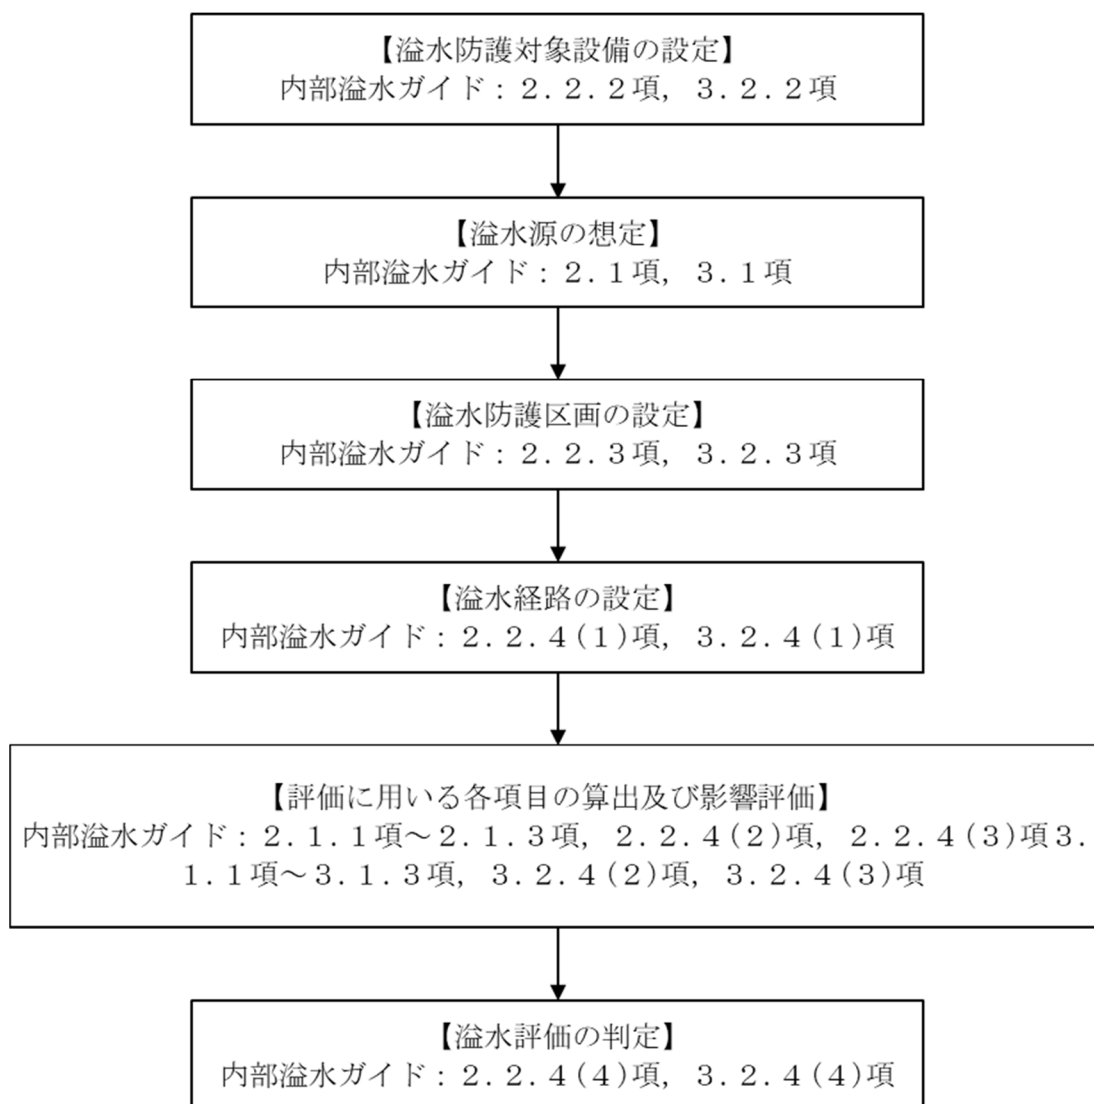 【溢水防護対象設備の設定】
内部溢水ガイド：２.２.２項，３.２.２項
【溢水源の想定】
内部溢水ガイド：２.１項，３.１項
【溢水防護区画の設定】
内部溢水ガイド：２.２.３項，３.２.３項
【溢水経路の設定】
内部溢水ガイド：２.２.４(１)項，３.２.４(１)項
【評価に用いる各項目の算出及び影響評価】
内部溢水ガイド：２.１.１項～２.１.３項，２.２.４(２)項，２.２.４(３)項３.
１.１項～３.１.３項，３.２.４(２)項，３.２.４(３)項
【溢水評価の判定】
内部溢水ガイド：２.２.４(４)項，３.２.４(４)項